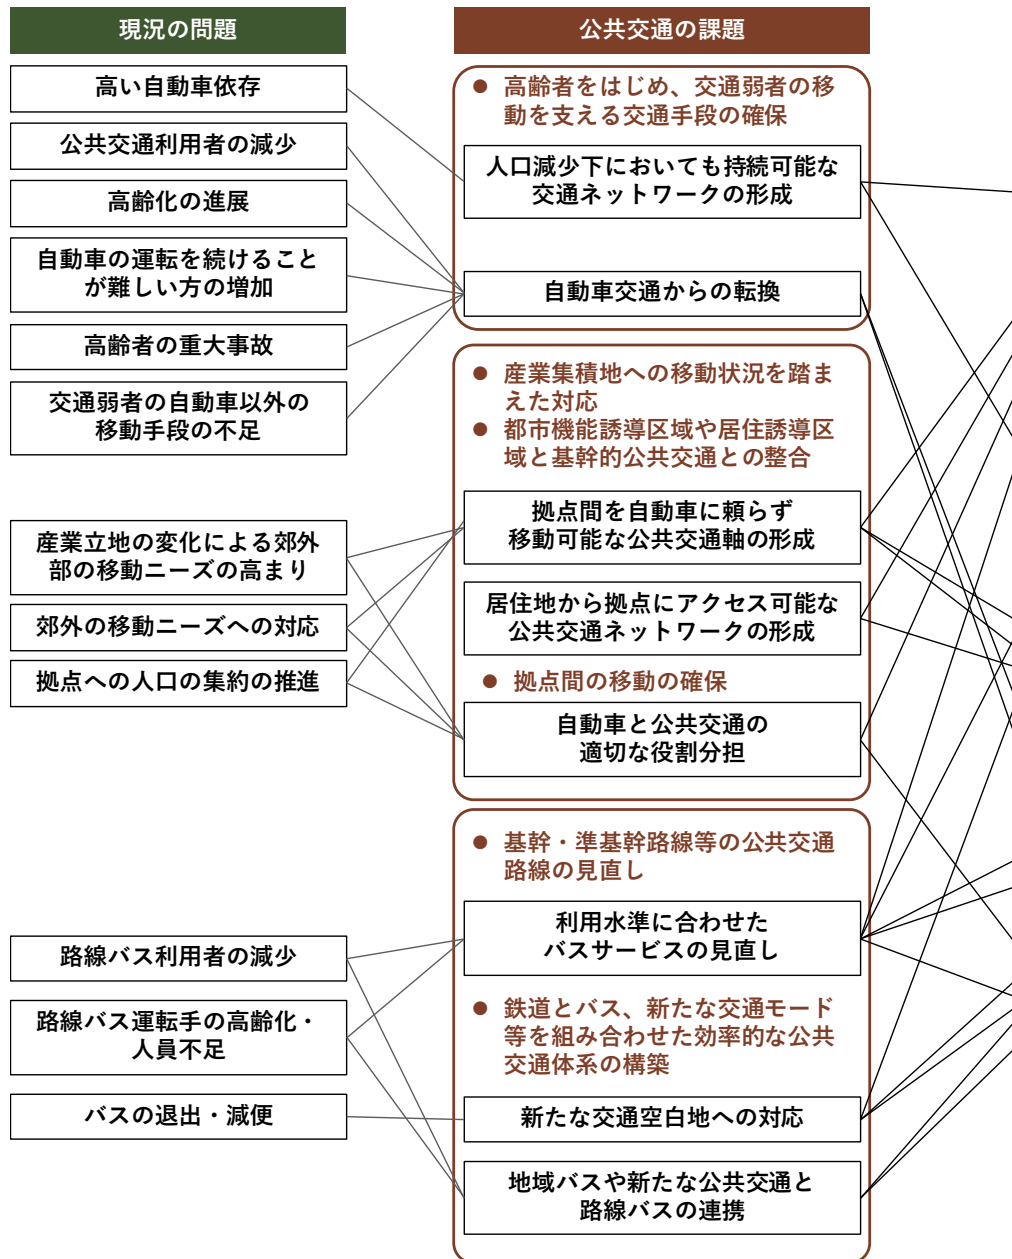 現況の問題
高い自動車依存
公共交通利用者の減少
高齢化の進展
自動車の運転を続けること
が難しい方の増加
高齢者の重大事故
交通弱者の自動車以外の
移動手段の不足
産業立地の変化による郊外
部の移動ニーズの高まり
郊外の移動ニーズへの対応
拠点への人口の集約の推進
路線バス利用者の減少
路線バス運転手の高齢化・
人員不足
バスの退出・減便
公共交通の課題
● 高齢者をはじめ、交通弱者の移
動を支える交通手段の確保
人口減少下においても持続可能な
交通ネットワークの形成
自動車交通からの転換
● 産業集積地への移動状況を踏ま
えた対応
● 都市機能誘導区域や居住誘導区
域と基幹的公共交通との整合
拠点間を自動車に頼らず
移動可能な公共交通軸の形成
居住地から拠点にアクセス可能な
公共交通ネットワークの形成
● 拠点間の移動の確保
自動車と公共交通の
適切な役割分担
● 基幹・準基幹路線等の公共交通
路線の見直し
利用水準に合わせた
バスサービスの見直し
● 鉄道とバス、新たな交通モード
等を組み合わせた効率的な公共
交通体系の構築
新たな交通空白地への対応
地域バスや新たな公共交通と
路線バスの連携